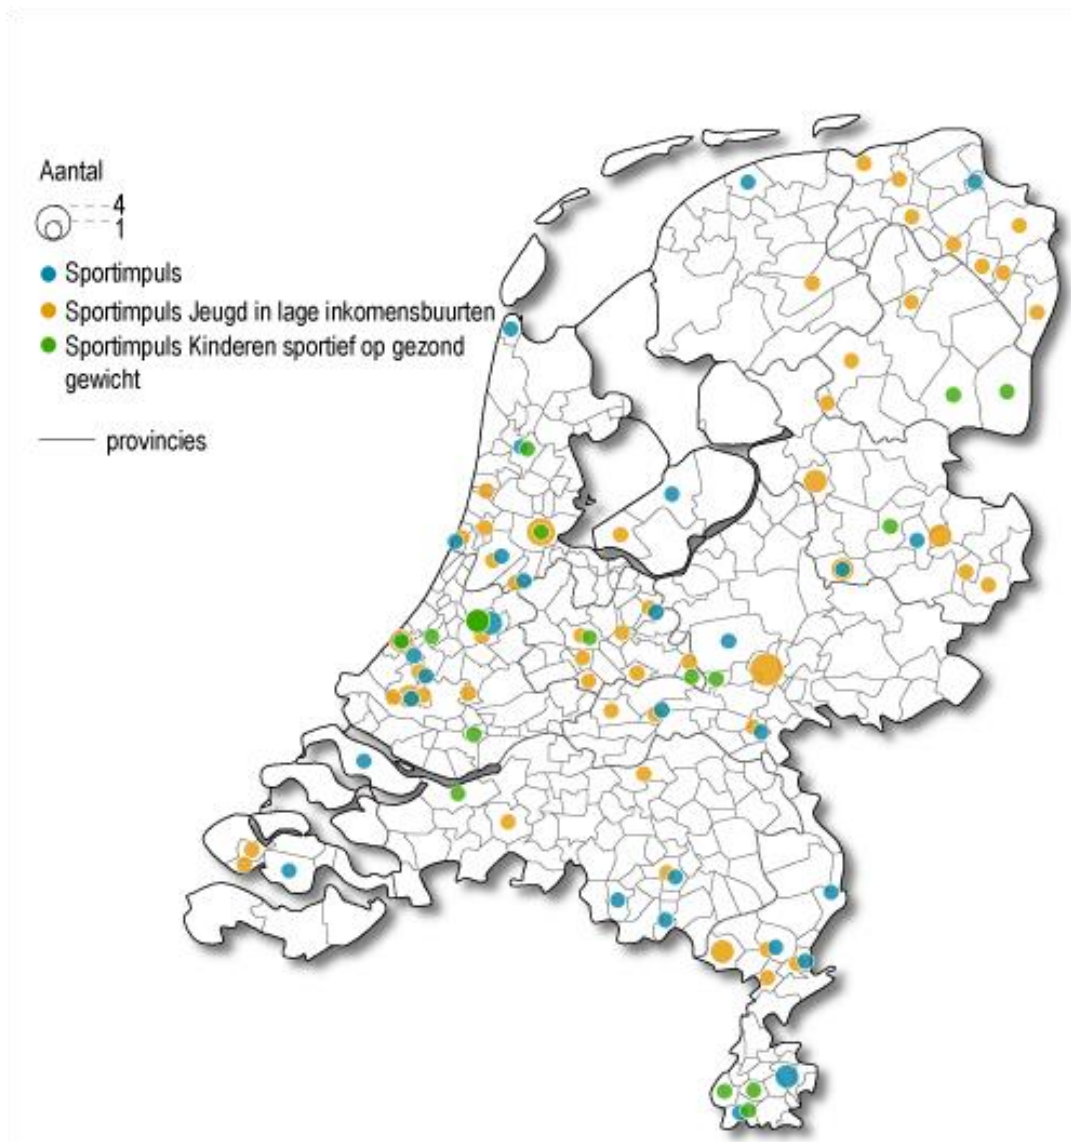 Aantal
4
1
Sportimpuls
Sportimpuls Jeugd in lage inkomensbuurten
Sportimpuls Kinderen sportief op gezond
gewicht
provincies